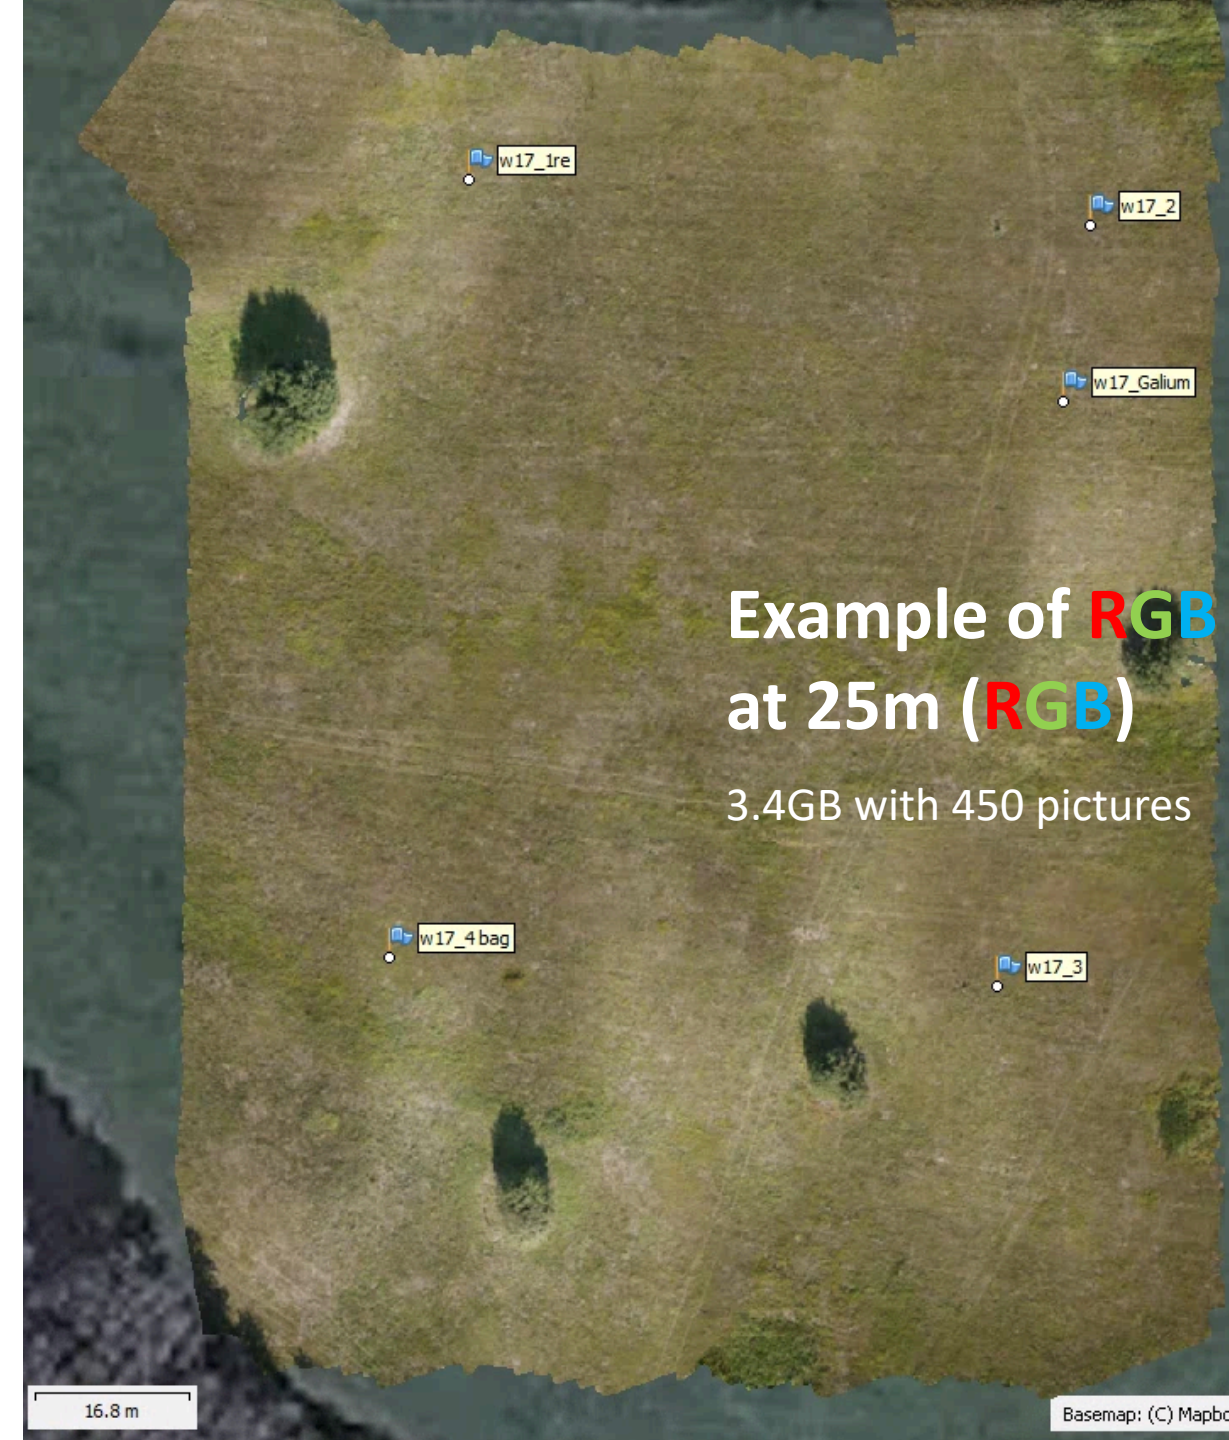 w17_1re
w17_2
w17_Galium
Example of RGB
at 25m (RGB)
3.4GB with 450 pictures
w17_4 bag
w17_3
16.8 m
Basemap: (C) Mapbo